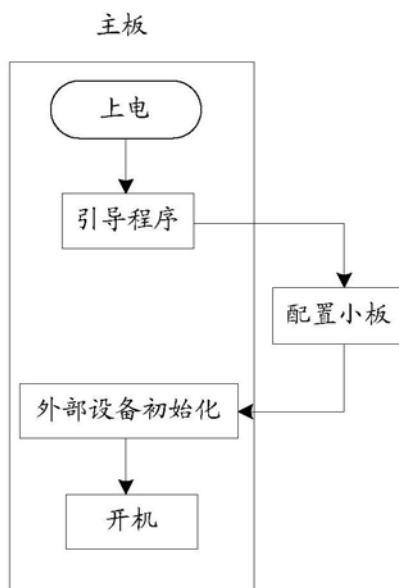 主板
上电
引导程序
配置小板
外部设备初始化
开机